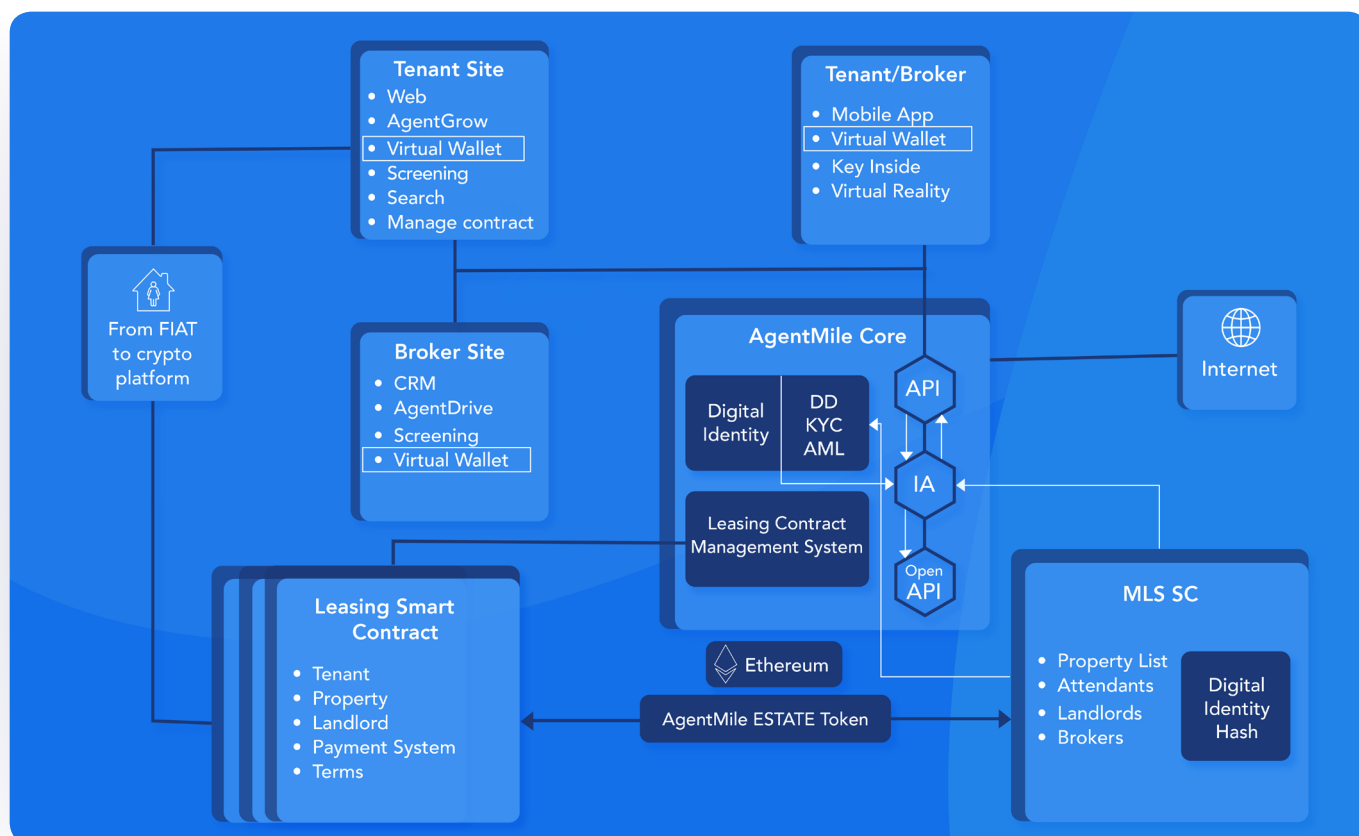 Tenant Site
• Web
• AgentGrow
• Virtual Wallet
• Screening
• Search
• Manage contract
Tenant/Broker
• Mobile App
• Virtual Wallet
• Key Inside
• Virtual Reality
From FIAT
to crypto
platform
Broker Site
• CRM
• AgentDrive
• Screening
• Virtual Wallet
AgentMile Core
Digital
Identity
DD
KYC
AML
API
IA
Open
API
Leasing Contract
Management System
Internet
Leasing Smart
Contract
• Tenant
• Property
• Landlord
• Payment System
• Terms
Ethereum
AgentMile ESTATE Token
MLS SC
• Property List
• Attendants
• Landlords
• Brokers
Digital
Identity
Hash